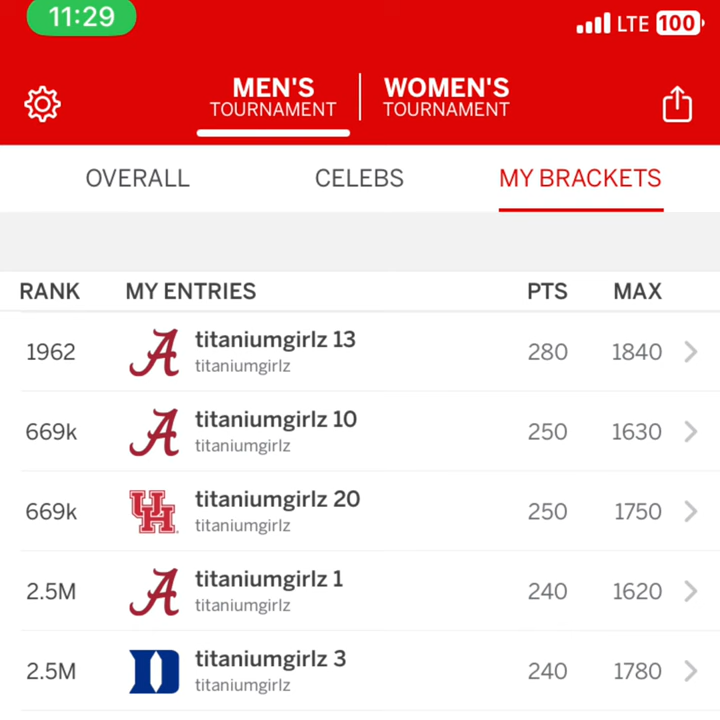 11:29 LTE 100
MEN'S WOMEN'S
TOURNAMENT TOURNAMENT
OVERALL CELEBS MY BRACKETS
RANK MY ENTRIES PTS MAX
1962 A titaniumgirlz 13 280 1840
titaniumgirlz
669k A titaniumgirlz 10 250 1630
titaniumgirlz
669k UH titaniumgirlz 20 250 1750
titaniumgirlz
2.5M A titaniumgirlz 1 240 1620
titaniumgirlz
2.5M D titaniumgirlz 3 240 1780
titaniumgirlz